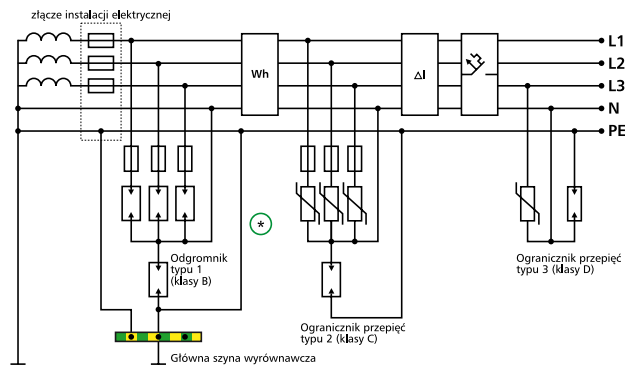 złącze instalacji elektrycznej
L1
L2
L3
N
PE
Wh
ΔI
*
Odgromnik
typu 1
(klasy B)
Ogranicznik przepięć
typu 2 (klasy C)
Ogranicznik przepięć
typu 3 (klasy D)
Główna szyna wyrównawcza